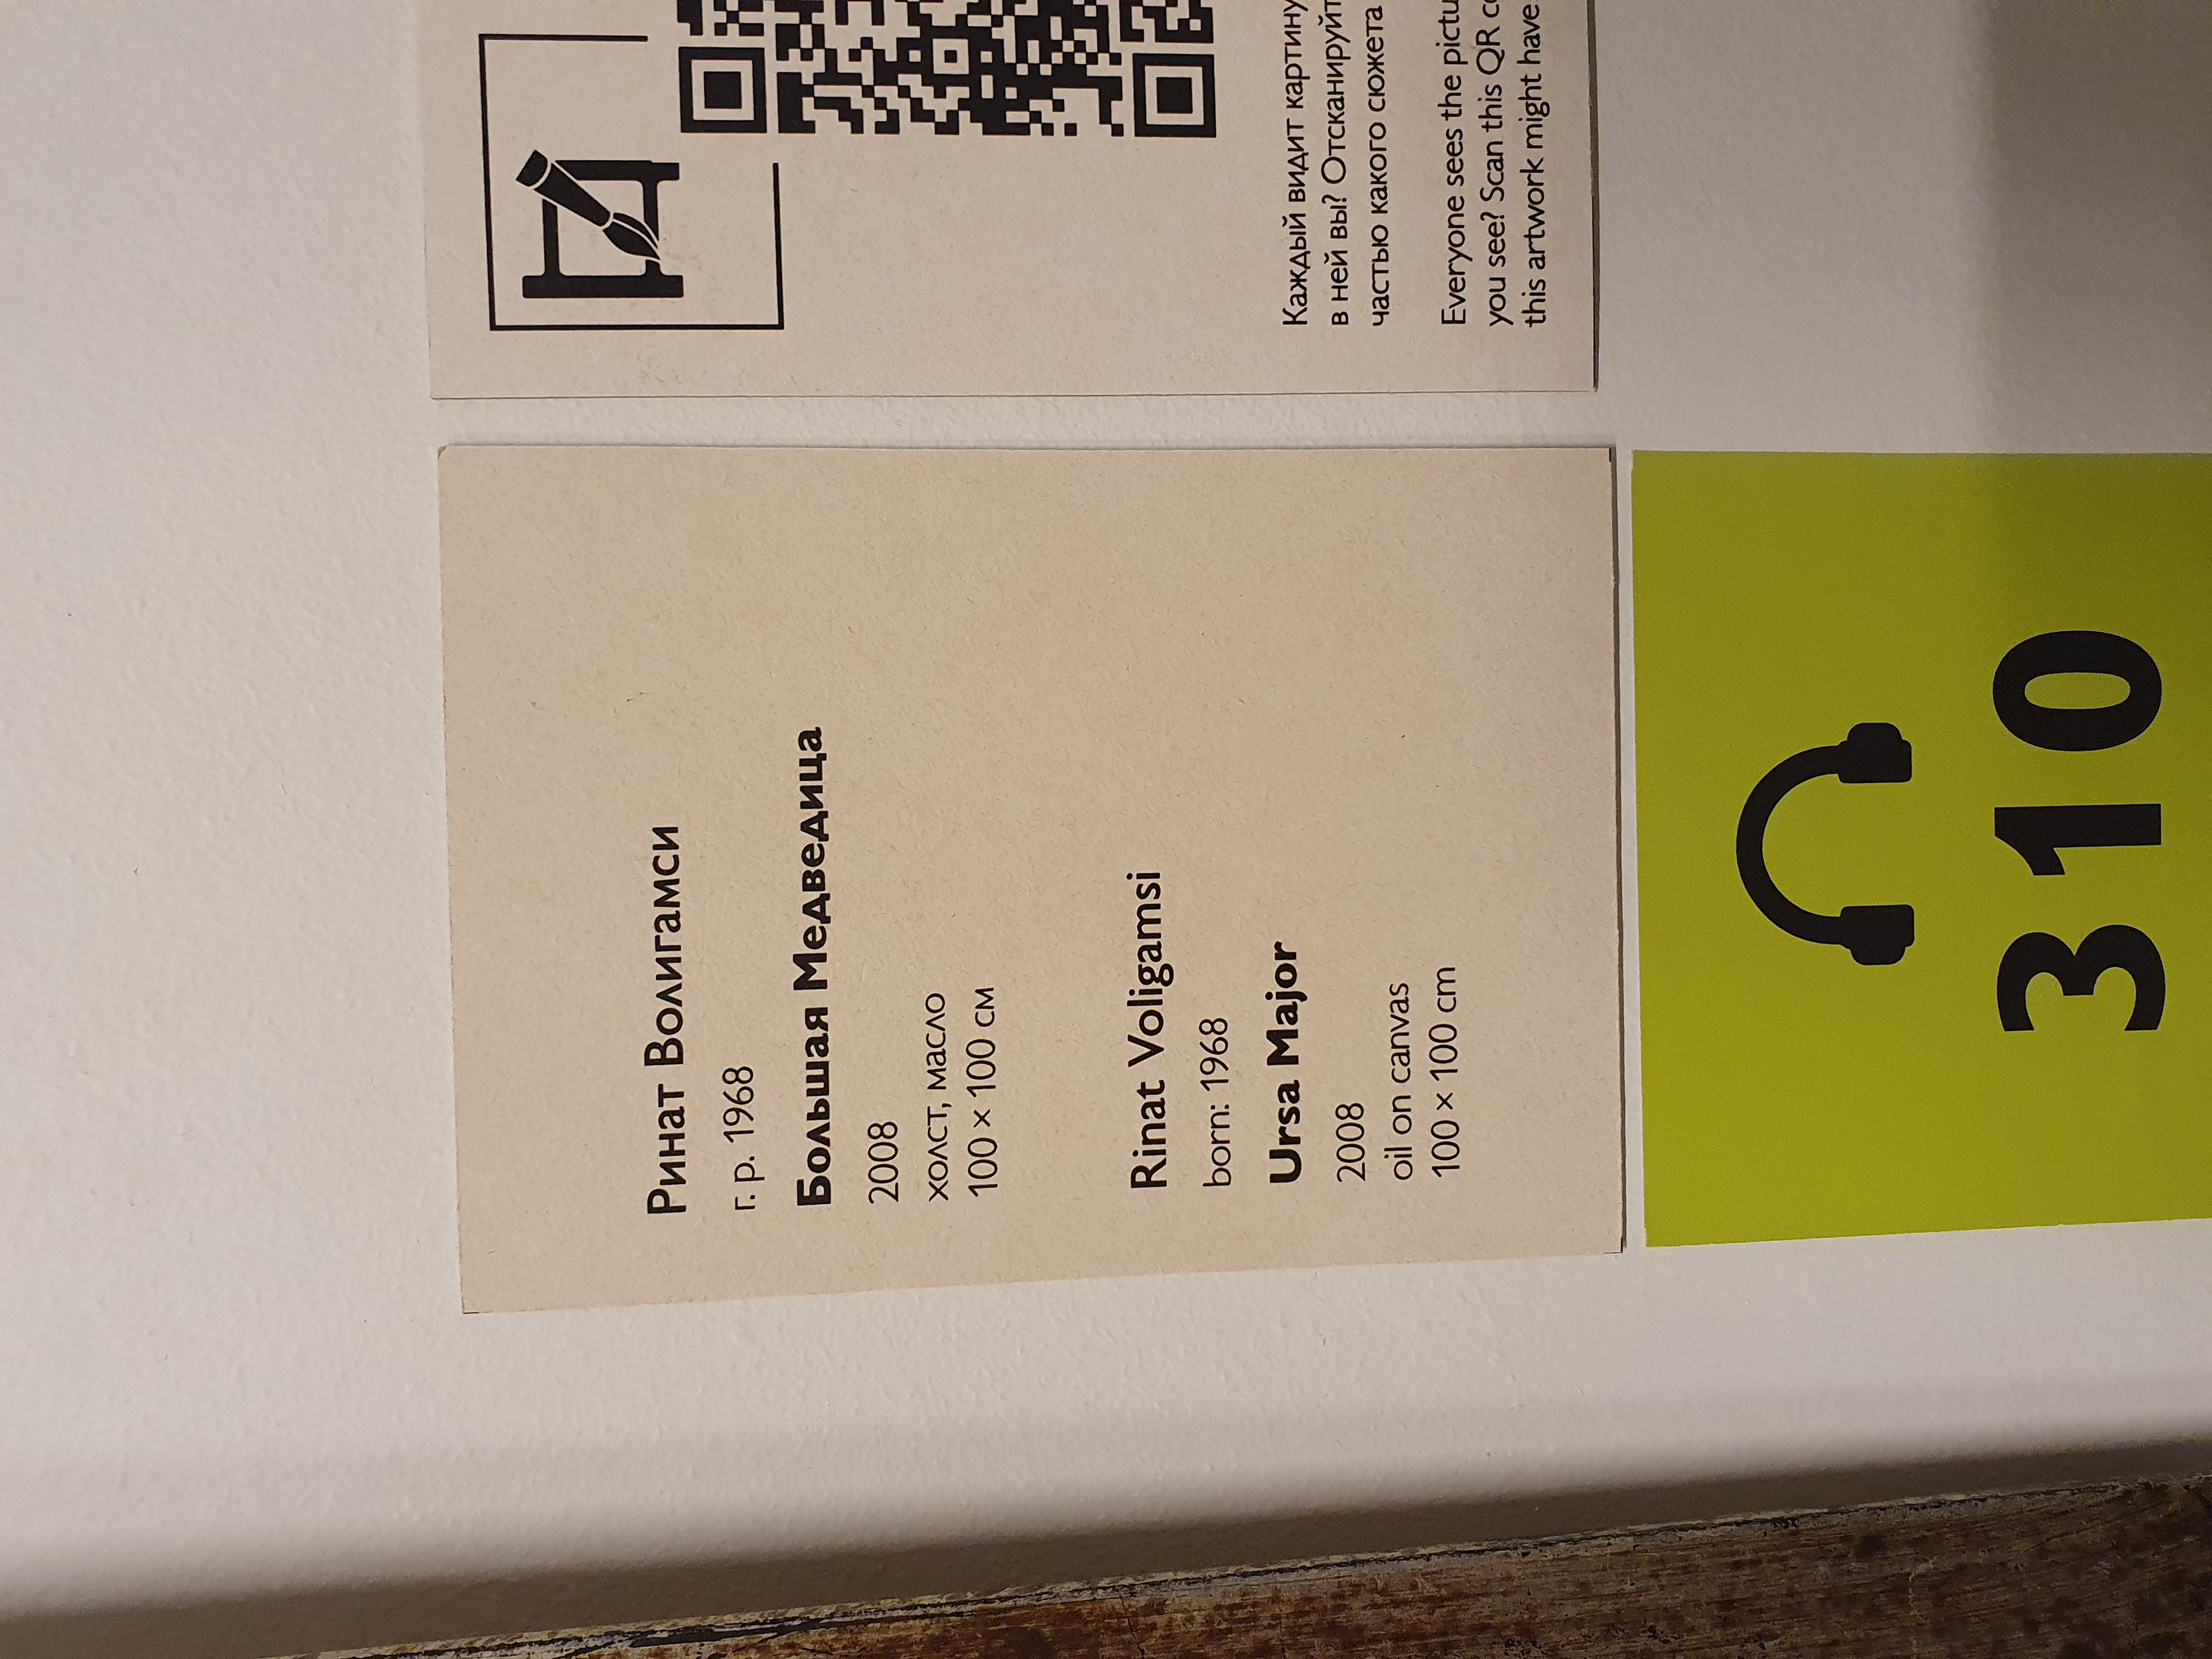 Ринат Волигамси
г. р. 1968
Большая Медведица
2008
холст, масло
100 × 100 см
Rinat Voligamsi
born: 1968
Ursa Major
2008
oil on canvas
100 × 100 cm
310
Каждый видит картину
в ней вы? Отсканируйт
частью какого сюжета
Everyone sees the pictu
you see? Scan this QR c
this artwork might have